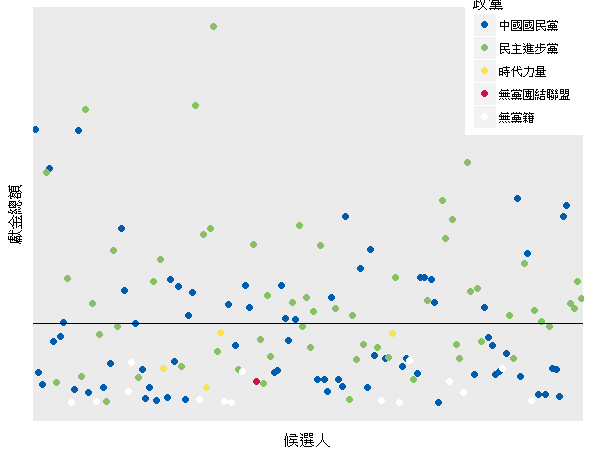 政黨
中國國民黨
民主進步黨
時代力量
無黨團結聯盟
無黨籍
獻金總額
候選人